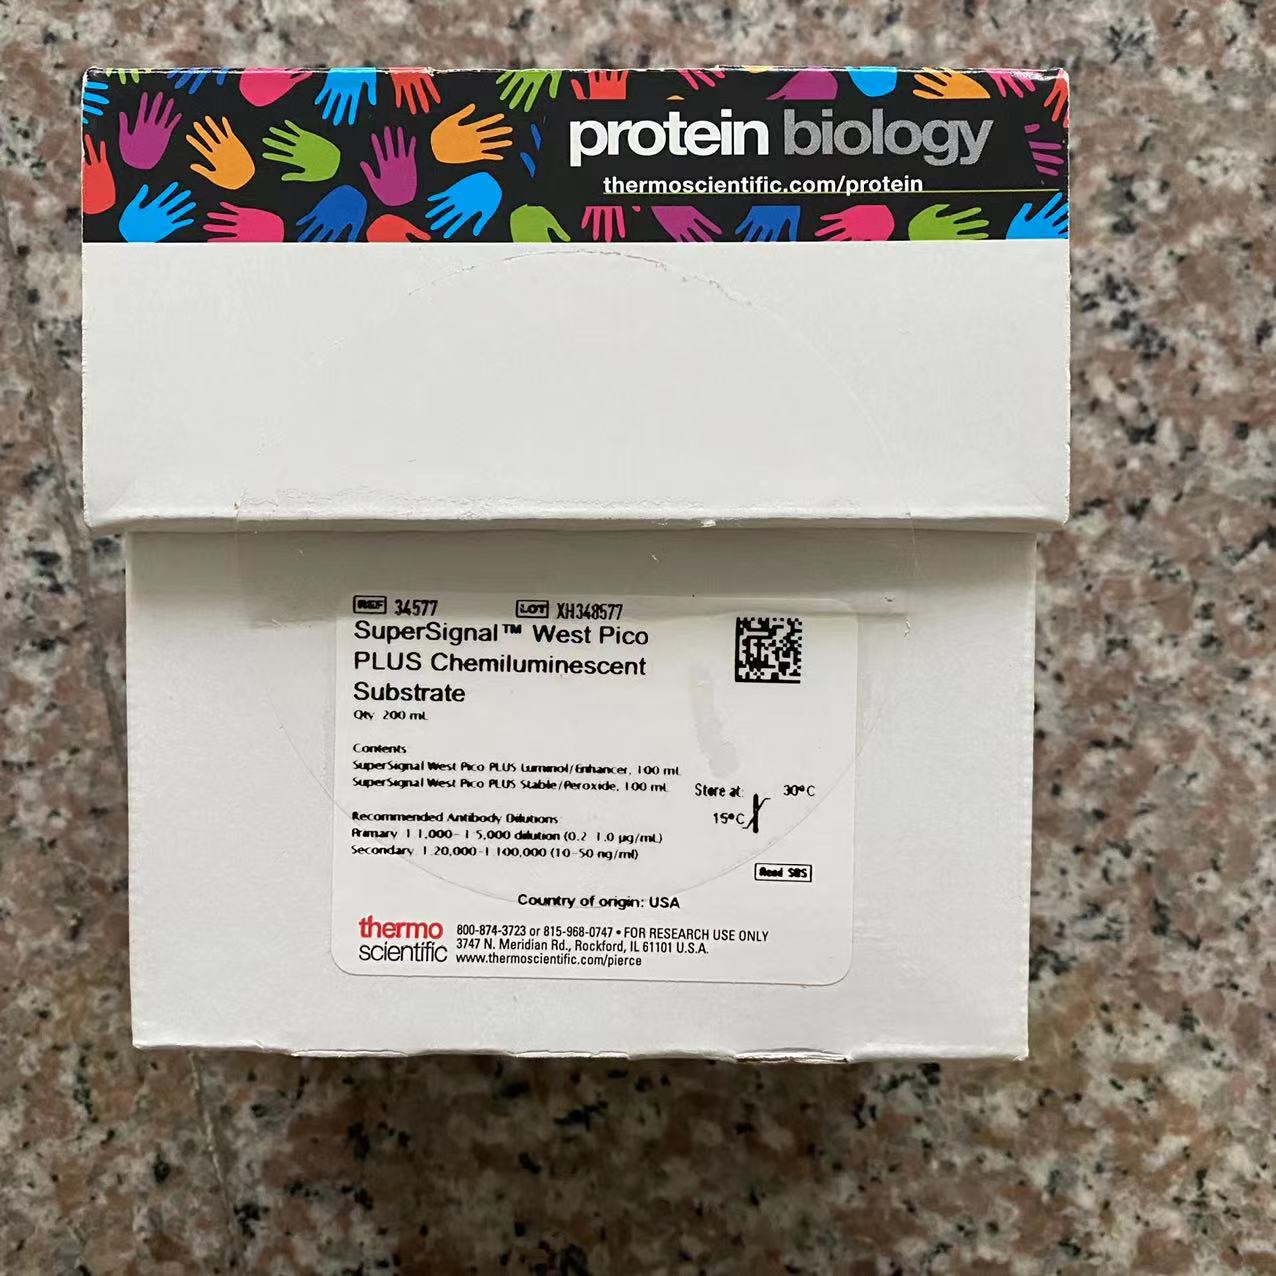 protein biology
thermoscientific.com/protein
REF 34577 LOT XH348577
SuperSignal™ West Pico
PLUS Chemiluminescent
Substrate
Qty 200 mL
Contents
SuperSignal West Pico PLUS Luminol/Enhancer, 100 mL
SuperSignal West Pico PLUS Stable/Peroxide, 100 mL
Store at: 30°C
15°C
Recommended Antibody Dilutions
Primary 1 1,000- 1 5,000 dilution (0.2 1.0 µg/mL)
Secondary 1 20,000-1 100,000 (10-50 ng/ml)
Read SDS
Country of origin: USA
thermo
scientific
800-874-3723 or 815-968-0747 • FOR RESEARCH USE ONLY
3747 N. Meridian Rd., Rockford, IL 61101 U.S.A.
www.thermoscientific.com/pierce